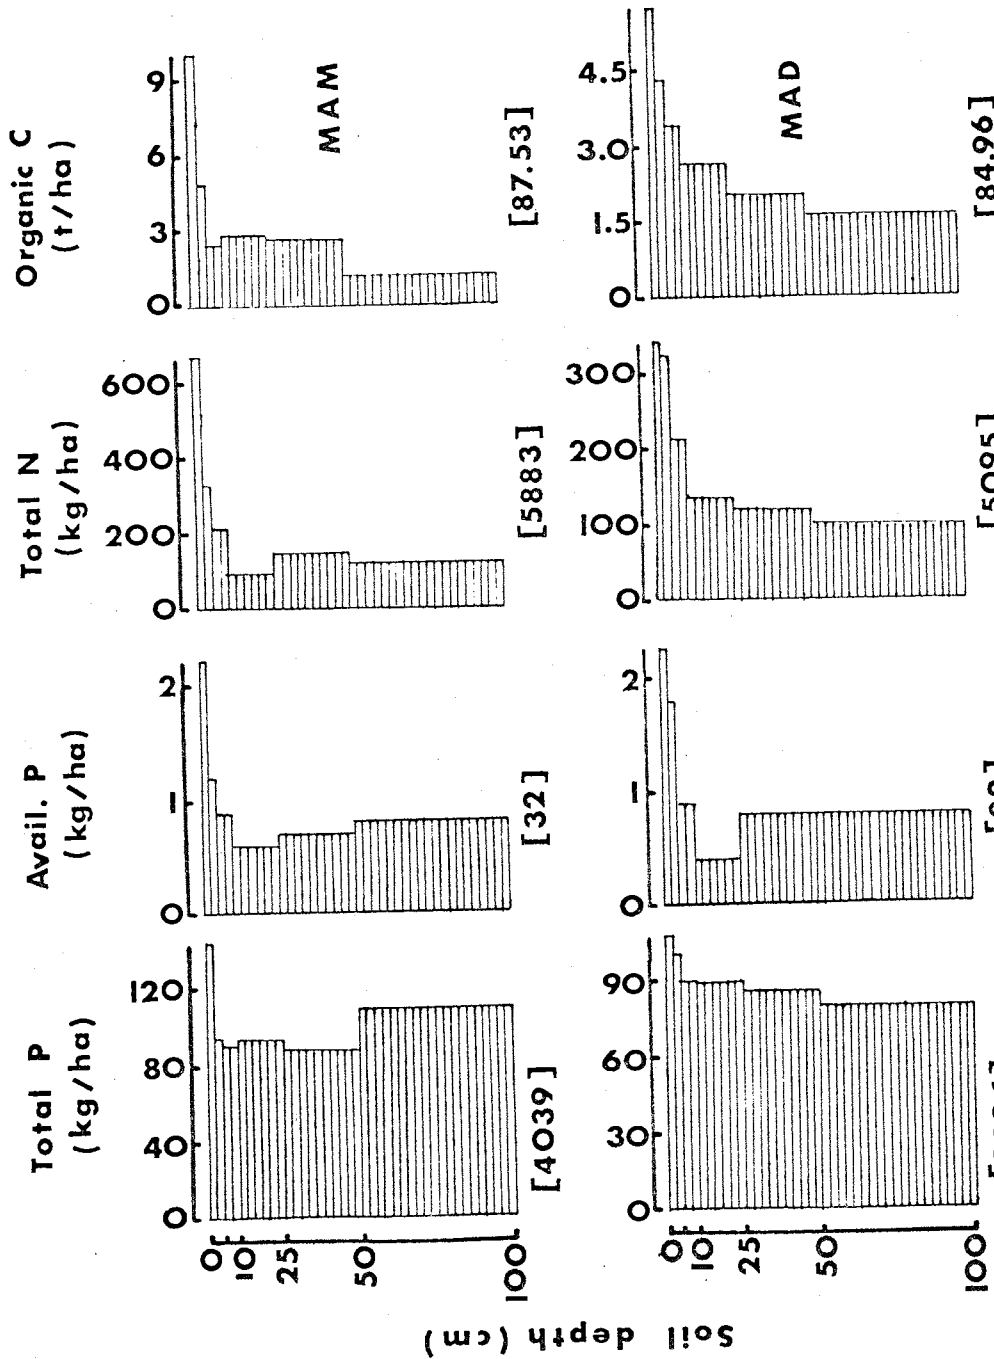 Total P
(kg/ha)
Avail. P
(kg/ha)
Total N
(kg/ha)
Organic C
(t/ha)
0 40 80 120
0 1 2
0 200 400 600
0 3 6 9
MAM
Soil depth (cm)
0 10 25 50 100
[4039]
[32]
[5883]
[87.53]
0 30 60 90
0 1 2
0 100 200 300
0 1.5 3.0 4.5
MAD
0 10 25 50 100
[5095]
[84.96]